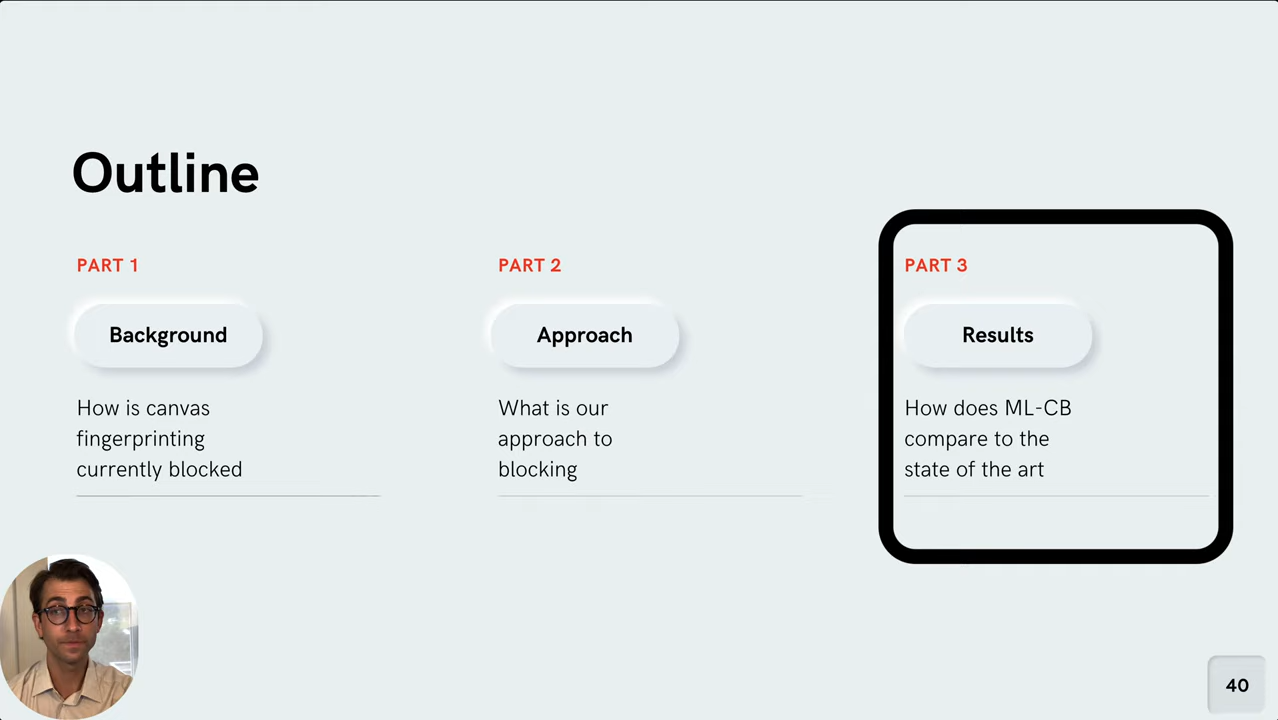 Outline
PART 1
Background
How is canvas
fingerprinting
currently blocked
PART 2
Approach
What is our
approach to
blocking
PART 3
Results
How does ML-CB
compare to the
state of the art
40